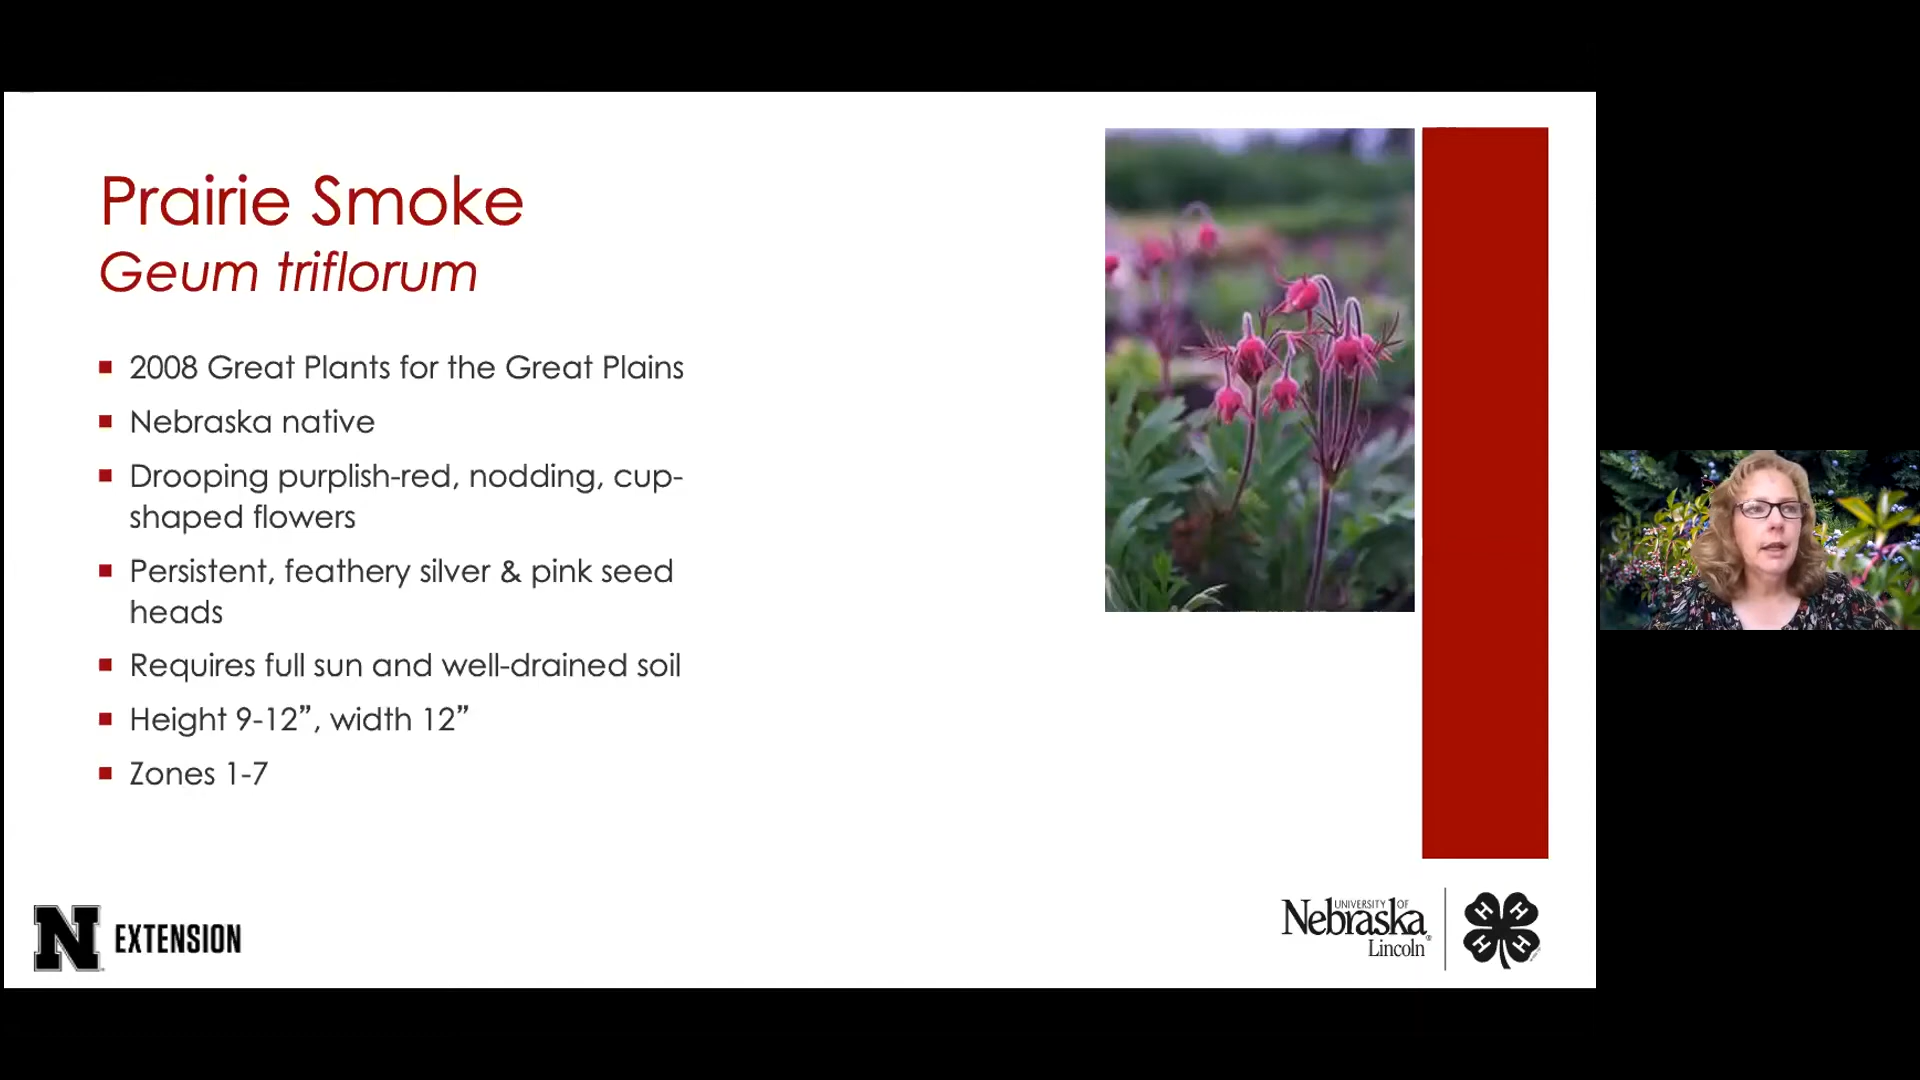 Prairie Smoke
Geum triflorum
2008 Great Plants for the Great Plains
Nebraska native
Drooping purplish-red, nodding, cup-
shaped flowers
Persistent, feathery silver & pink seed
heads
Requires full sun and well-drained soil
Height 9-12”, width 12”
Zones 1-7
N EXTENSION
UNIVERSITY OF
Nebraska®
Lincoln
H H
H H